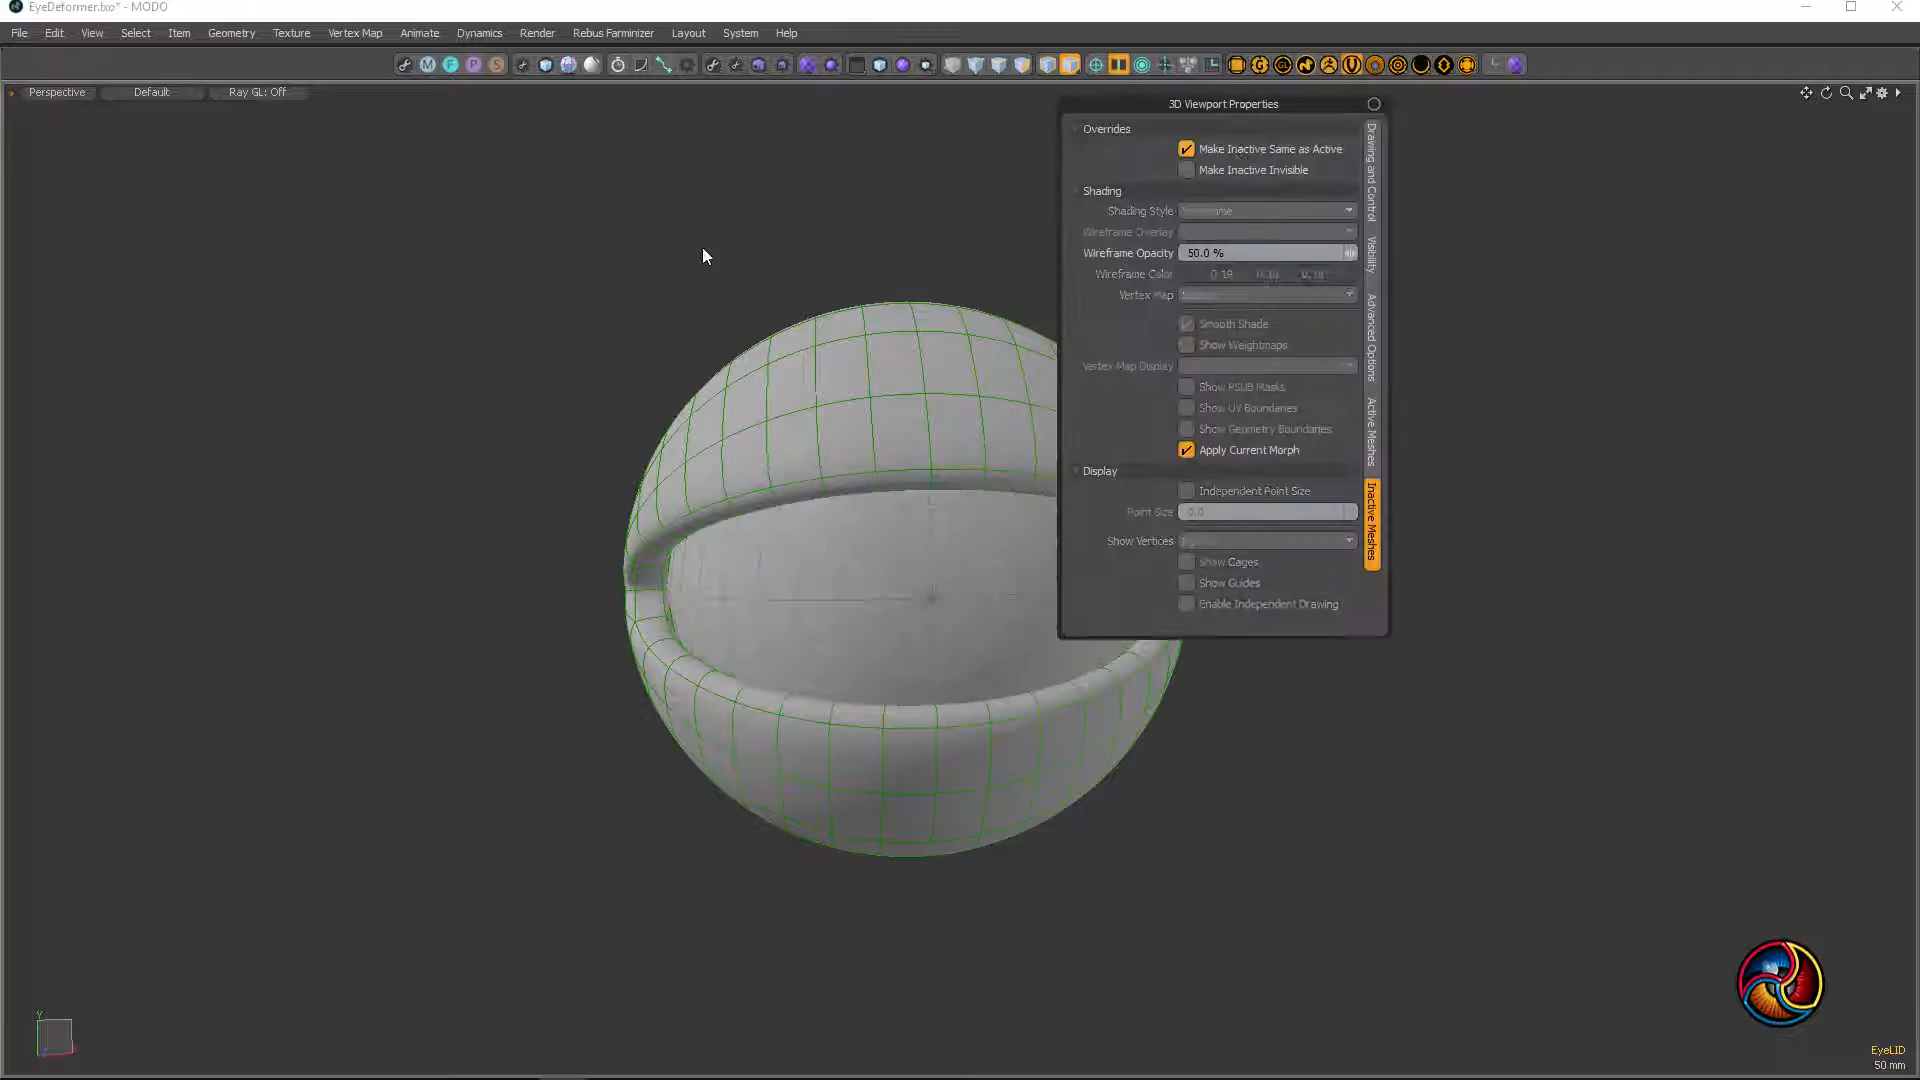 EyeDeformer.lxo* - MODO
File Edit View Select Item Geometry Texture Vertex Map Animate Dynamics Render Rebus Farminizer Layout System Help
Perspective Default Ray GL: Off
3D Viewport Properties
Overrides
Make Inactive Same as Active
Make Inactive Invisible
Shading
Shading Style
Wireframe Overlay
Wireframe Opacity 50.0 %
Wireframe Color
Vertex Map
Smooth Shade
Show Weightmaps
Vertex Map Display
Show PSUB Masks
Show UV Boundaries
Show Geometry Boundaries
Apply Current Morph
Display
Independent Point Size
Point Size 0.0
Show Vertices
Show Cages
Show Guides
Enable Independent Drawing
Drawing and Control
Visibility
Advanced Options
Active Meshes
Inactive Meshes
Y
EyeLID
50 mm